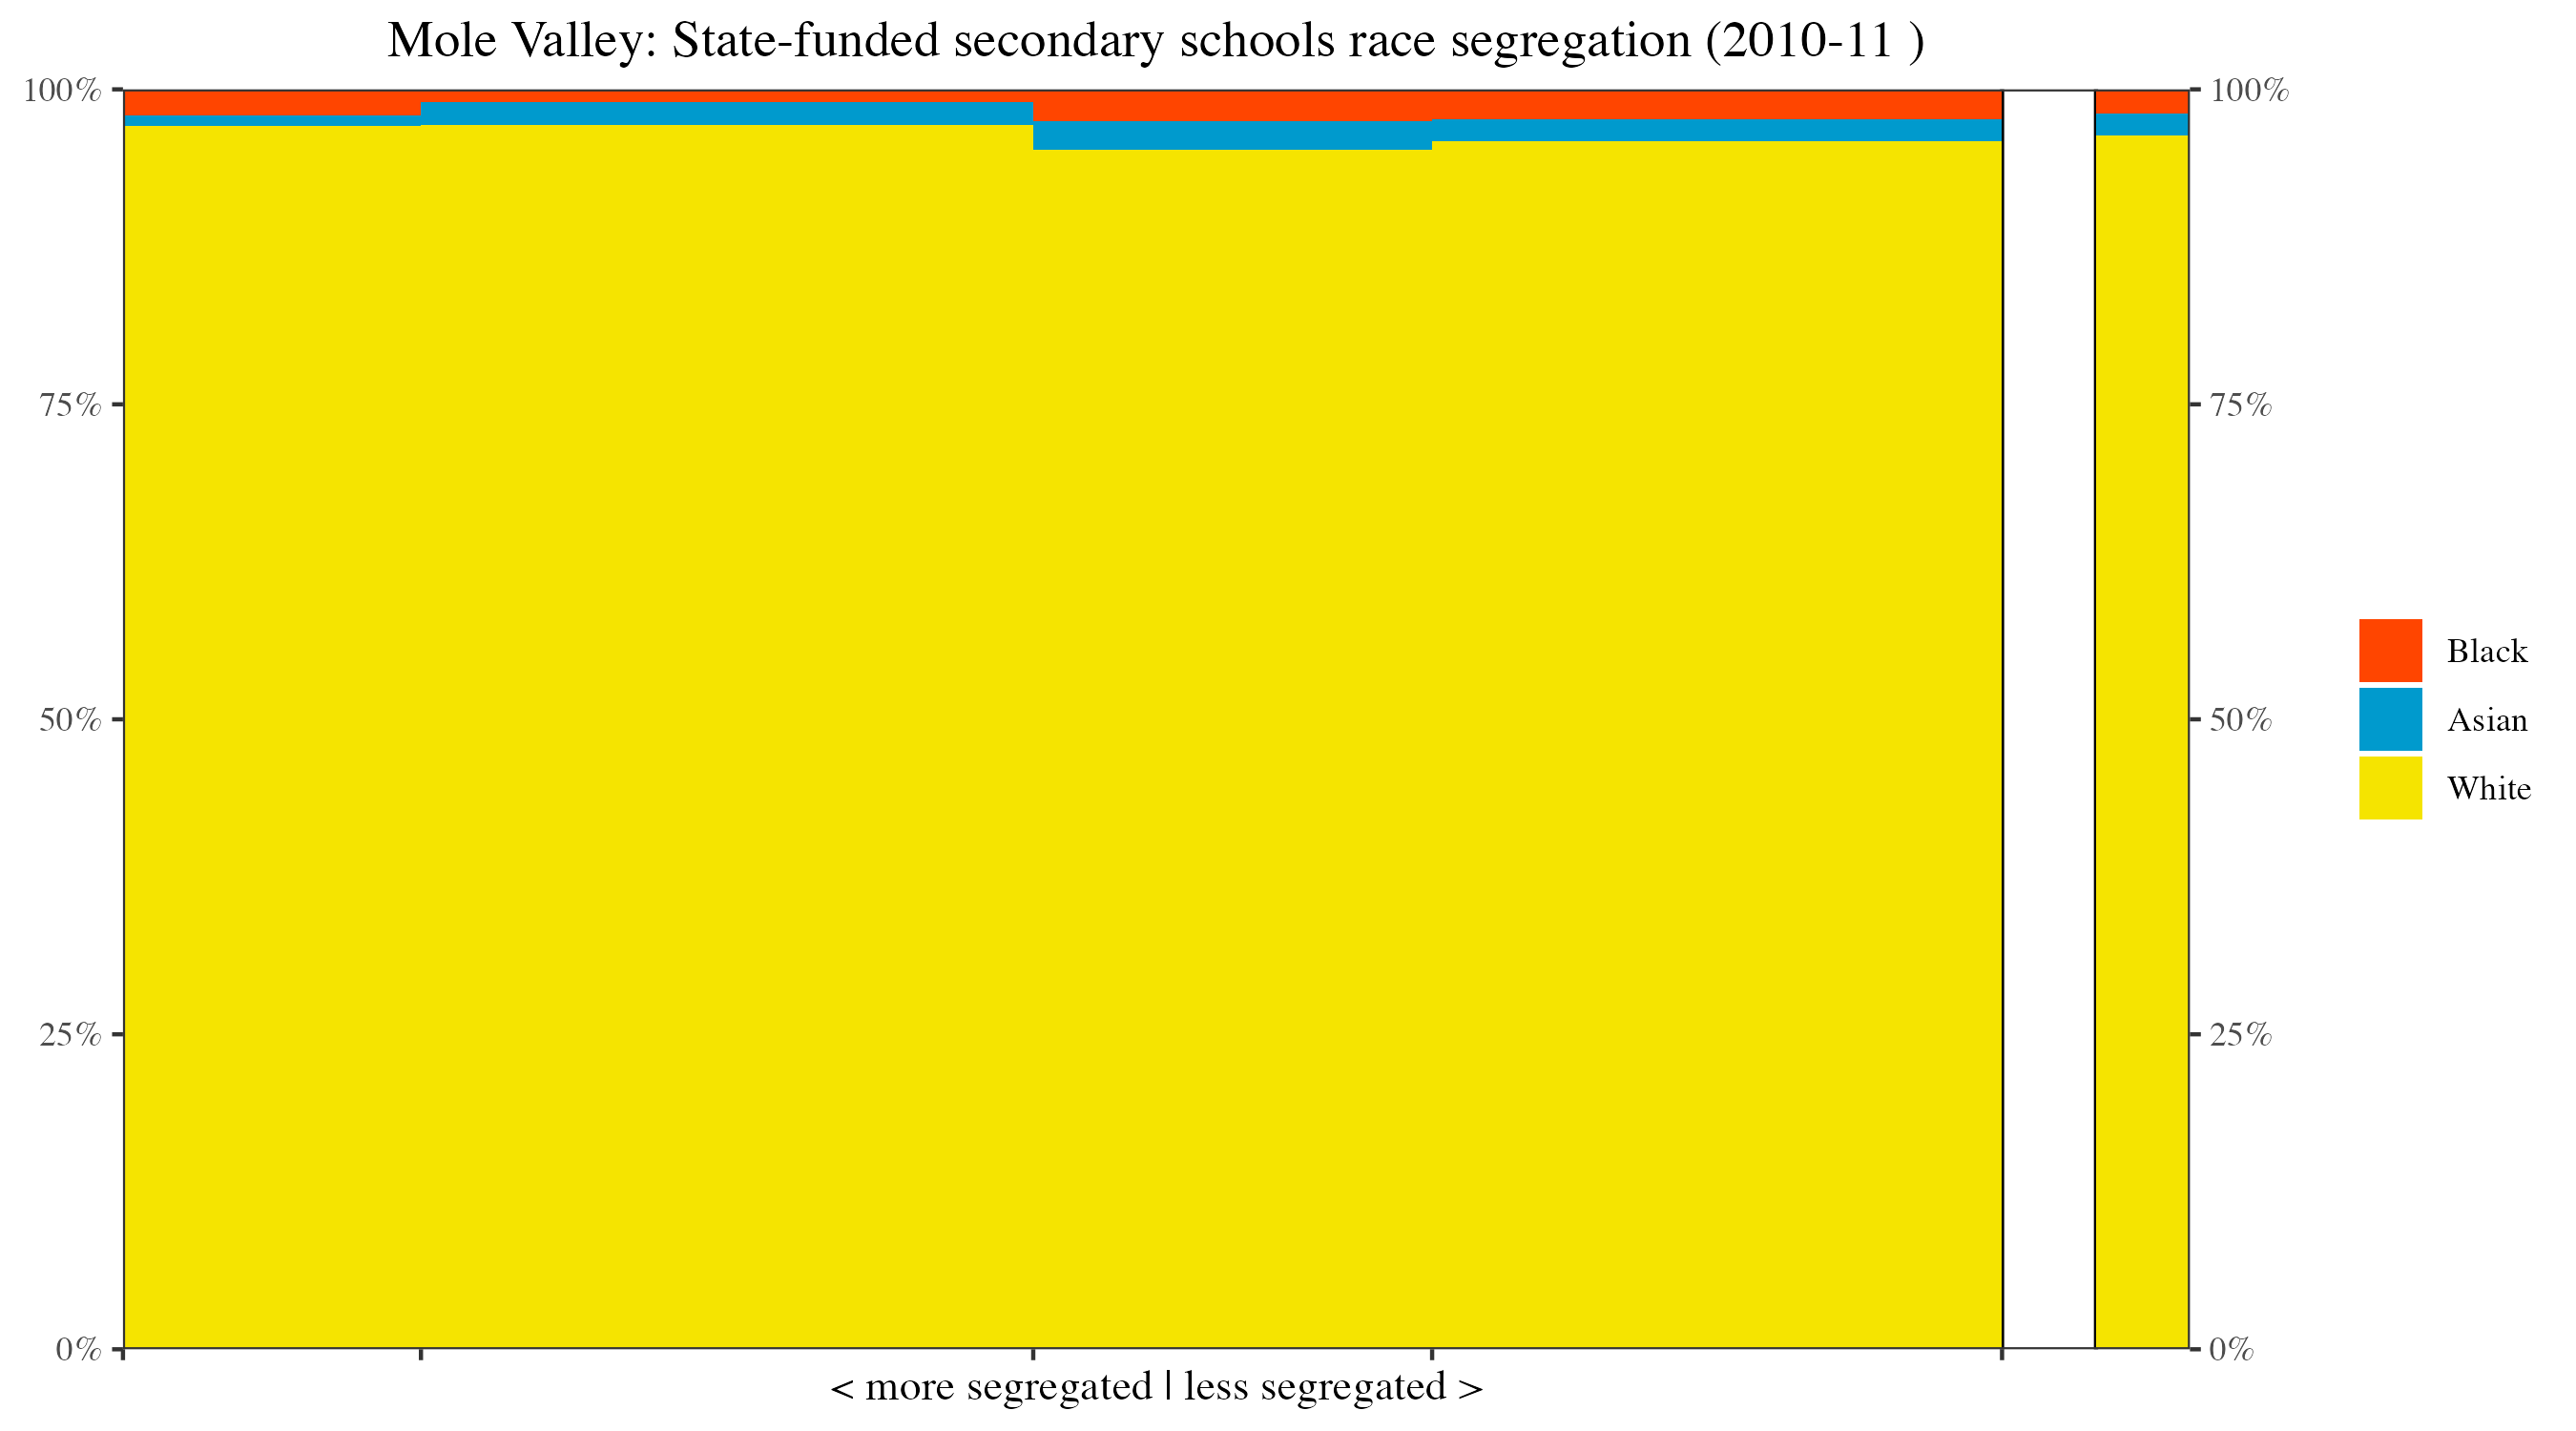 Mole Valley: State-funded secondary schools race segregation (2010-11 )
100%
75%
50%
25%
0%
100%
75%
50%
25%
0%
Black
Asian
White
< more segregated | less segregated >